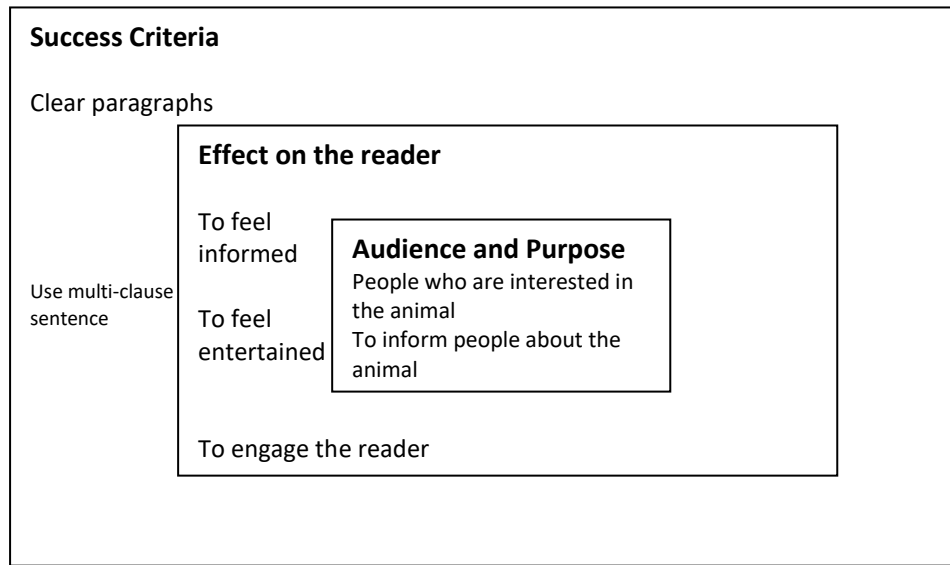 Success Criteria
Clear paragraphs
Effect on the reader
To feel
informed
Audience and Purpose
People who are interested in
the animal
To inform people about the
animal
Use multi-clause
sentence
To feel
entertained
To engage the reader